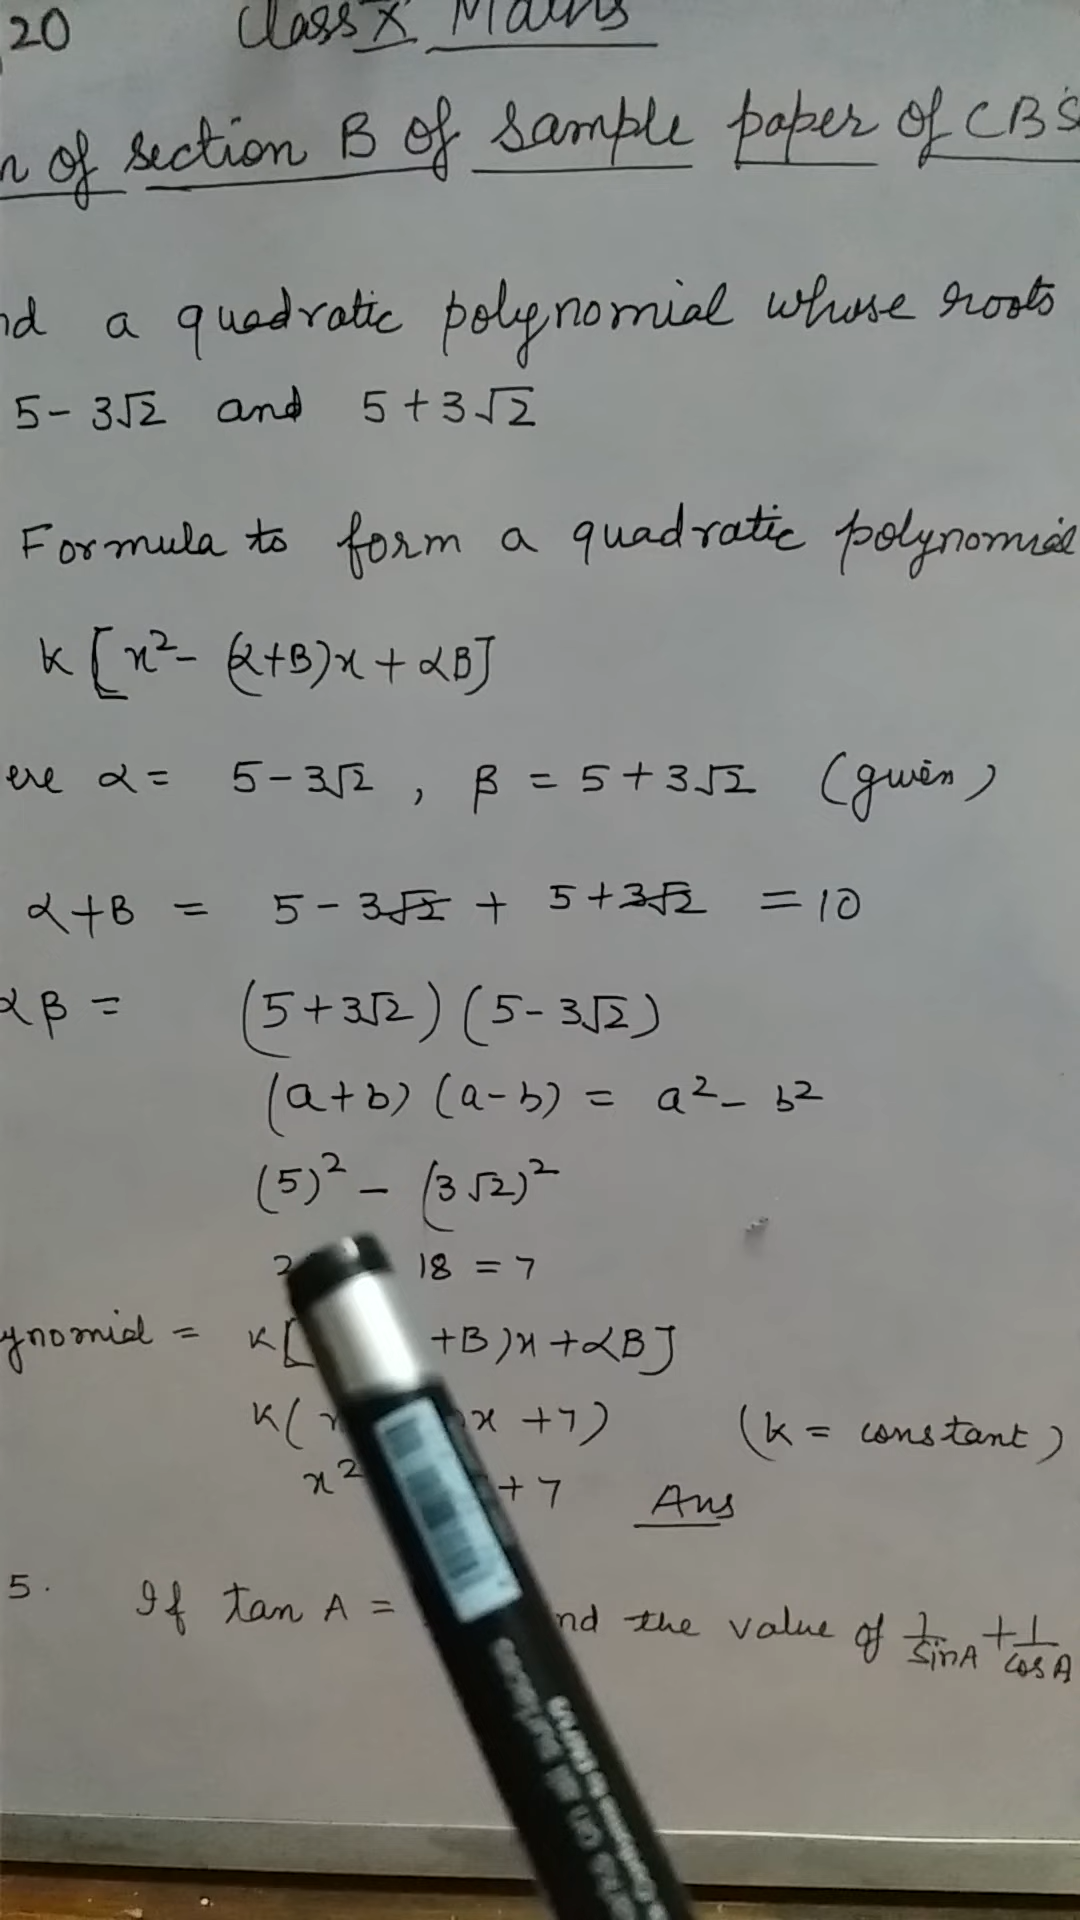 20 Class X Maths
n of section B of sample paper of CBS
nd a quadratic polynomial whose roots
5-3√2 and 5+3√2
Formula to form a quadratic polynomial
k[x²-(α+B)x+αB]
ere α= 5-3√2, β=5+3√2 (given)
α+B = 5-3√2 + 5+3√2 =10
αβ= (5+3√2)(5-3√2)
(a+b)(a-b) = a²-b²
(5)² - (3√2)²
2 18 = 7
ynomial = k[ +B)x+αB]
k(x x +7) (k = constant)
x² +7 Ans
5. If tan A = nd the value of 1/sinA + 1/cosA